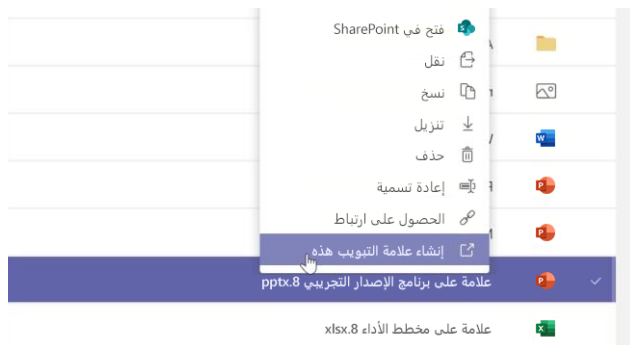 فتح في SharePoint
نقل
نسخ
تنزيل
حذف
إعادة تسمية
الحصول على ارتباط
إنشاء علامة التبويب هذه
علامة على برنامج الإصدار التجريبي 8.pptx
علامة على مخطط الأداء 8.xlsx